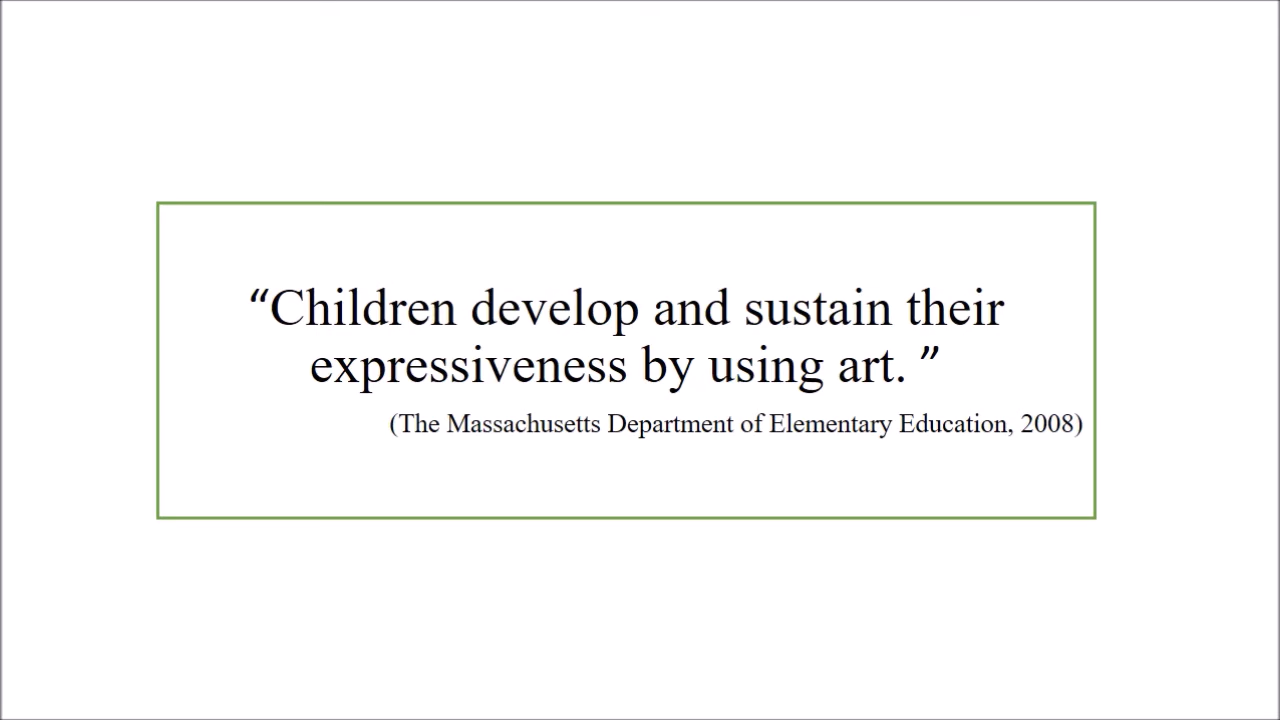 “Children develop and sustain their
expressiveness by using art. ”
(The Massachusetts Department of Elementary Education, 2008)